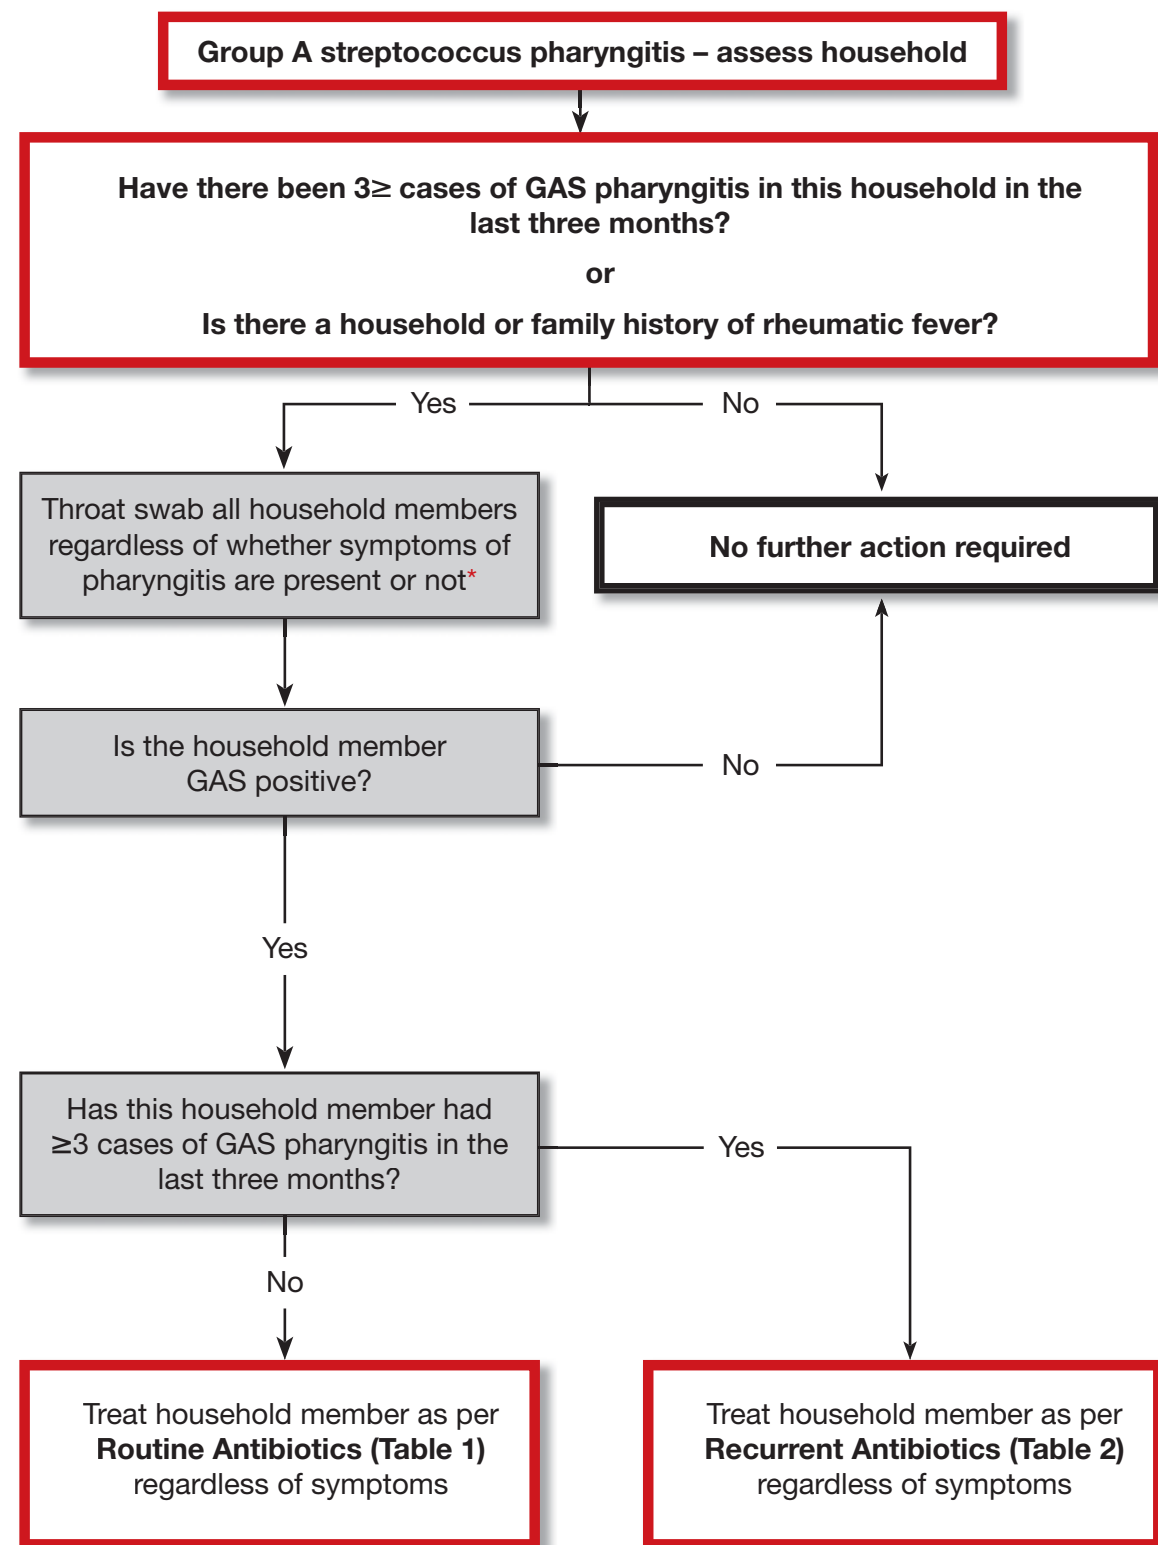 Group A streptococcus pharyngitis – assess household
Have there been 3≥ cases of GAS pharyngitis in this household in the
last three months?
or
Is there a household or family history of rheumatic fever?
Yes
No
Throat swab all household members
regardless of whether symptoms of
pharyngitis are present or not*
No further action required
Is the household member
GAS positive?
No
Yes
Has this household member had
≥3 cases of GAS pharyngitis in the
last three months?
Yes
No
Treat household member as per
Routine Antibiotics (Table 1)
regardless of symptoms
Treat household member as per
Recurrent Antibiotics (Table 2)
regardless of symptoms